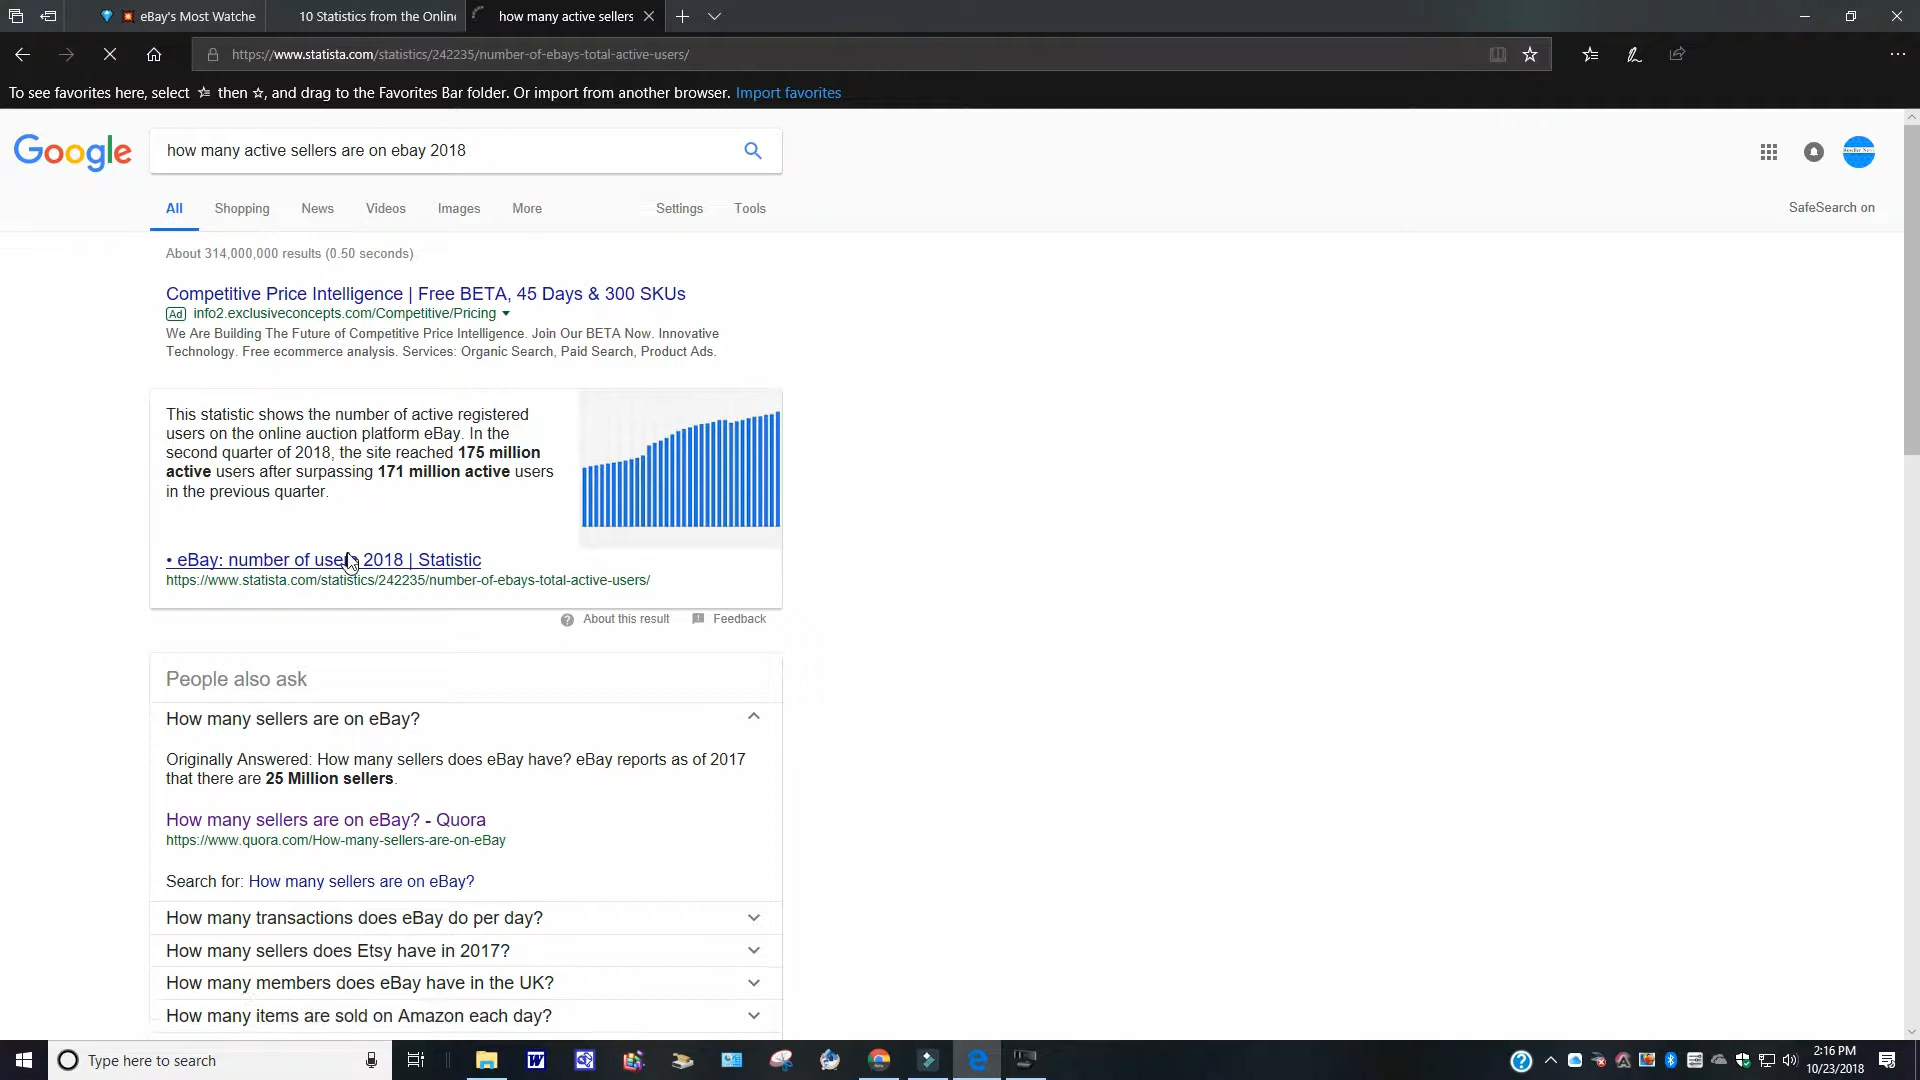 eBay's Most Watche
10 Statistics from the Online
how many active sellers
https://www.statista.com/statistics/242235/number-of-ebays-total-active-users/
To see favorites here, select then ☆, and drag to the Favorites Bar folder. Or import from another browser. Import favorites
Google
how many active sellers are on ebay 2018
All Shopping News Videos Images More Settings Tools
SafeSearch on
About 314,000,000 results (0.50 seconds)
Competitive Price Intelligence | Free BETA, 45 Days & 300 SKUs
Ad info2.exclusiveconcepts.com/Competitive/Pricing
We Are Building The Future of Competitive Price Intelligence. Join Our BETA Now. Innovative
Technology. Free ecommerce analysis. Services: Organic Search, Paid Search, Product Ads.
This statistic shows the number of active registered
users on the online auction platform eBay. In the
second quarter of 2018, the site reached 175 million
active users after surpassing 171 million active users
in the previous quarter.
• eBay: number of users 2018 | Statistic
https://www.statista.com/statistics/242235/number-of-ebays-total-active-users/
About this result Feedback
People also ask
How many sellers are on eBay?
Originally Answered: How many sellers does eBay have? eBay reports as of 2017
that there are 25 Million sellers.
How many sellers are on eBay? - Quora
https://www.quora.com/How-many-sellers-are-on-eBay
Search for: How many sellers are on eBay?
How many transactions does eBay do per day?
How many sellers does Etsy have in 2017?
How many members does eBay have in the UK?
How many items are sold on Amazon each day?
Type here to search
2:16 PM
10/23/2018